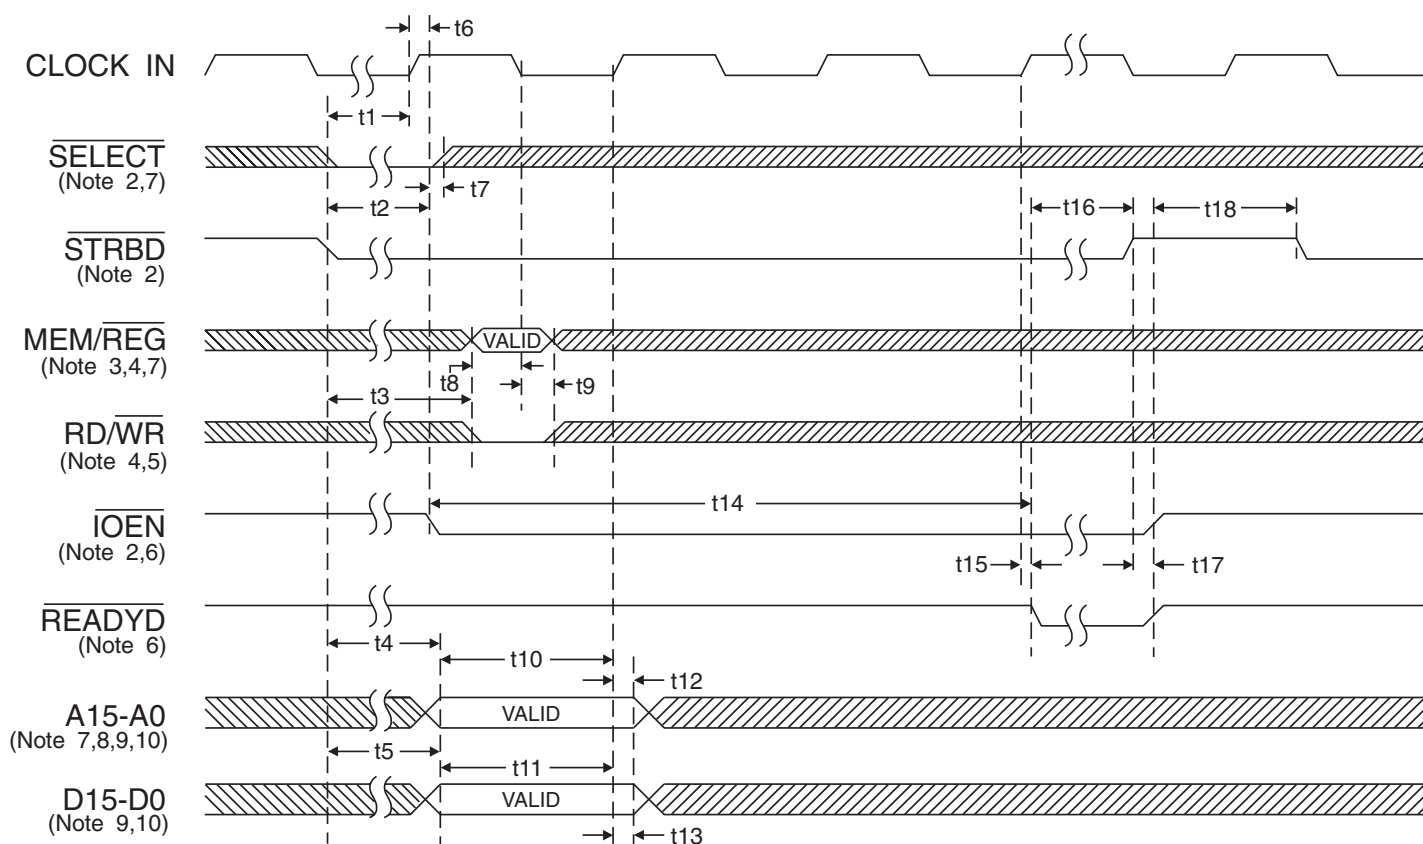 t6
CLOCK IN
t1
SELECT
(Note 2,7)
t7
t2
t16
t18
STRBD
(Note 2)
MEM/REG
(Note 3,4,7)
VALID
t8
t9
t3
RD/WR
(Note 4,5)
t14
IOEN
(Note 2,6)
t15
t17
READYD
(Note 6)
t4
t10
t12
A15-A0
(Note 7,8,9,10)
VALID
t5
t11
D15-D0
(Note 9,10)
VALID
t13